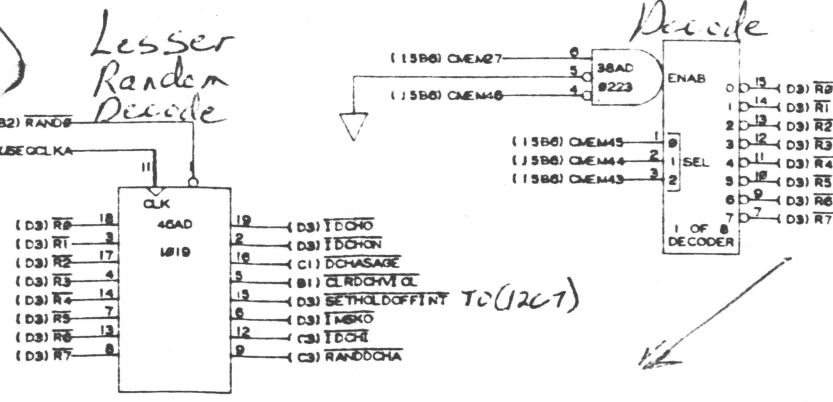 Lesser
Random
Decode
B2) RAND0
USEQCLKA
11
1
CLK
46AD
1019
( D3) R0 18
( D3) R1 3
( D3) R2 17
( D3) R3 4
( D3) R4 14
( D3) R5 7
( D3) R6 13
( D3) R7 8
19 ( D3) IDCHO
2 ( D3) IDCHON
16 ( C1) DCHASAGE
5 ( B1) CLRDCHVIOL
15 ( D3) SETHOLDOFFINT TO(12C7)
6 ( D3) IMSKO
12 ( C3) IDCHI
9 ( C3) RANDDCHA
Decode
( 15B6) CMEM27 6
5
( 15B6) CMEM46 4
38AD
0223
ENAB
( 15B6) CMEM45 1 0
( 15B6) CMEM44 2 1 SEL
( 15B6) CMEM43 3 2
0 15 ( D3) R0
1 14 ( D3) R1
2 13 ( D3) R2
3 12 ( D3) R3
4 11 ( D3) R4
5 10 ( D3) R5
6 9 ( D3) R6
7 7 ( D3) R7
1 OF 8
DECODER